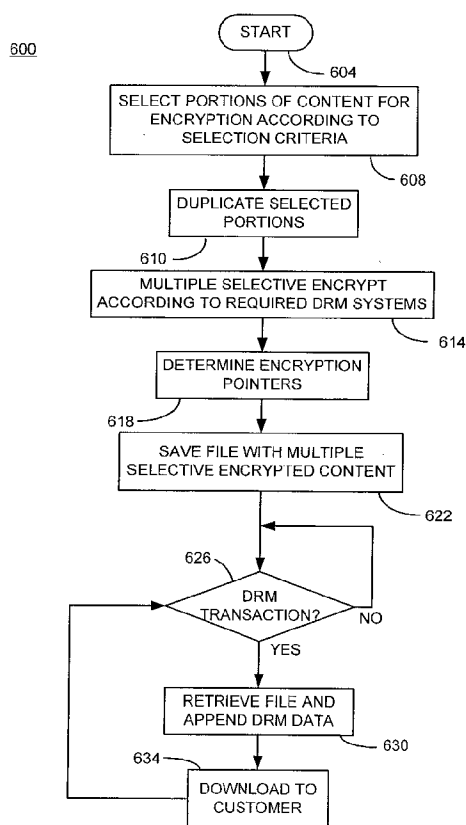 600
START
604
SELECT PORTIONS OF CONTENT FOR
ENCRYPTION ACCORDING TO
SELECTION CRITERIA
608
DUPLICATE SELECTED
PORTIONS
610
MULTIPLE SELECTIVE ENCRYPT
ACCORDING TO REQUIRED DRM SYSTEMS
614
DETERMINE ENCRYPTION
POINTERS
618
SAVE FILE WITH MULTIPLE
SELECTIVE ENCRYPTED CONTENT
622
626
DRM
TRANSACTION?
NO
YES
RETRIEVE FILE AND
APPEND DRM DATA
630
634
DOWNLOAD TO
CUSTOMER